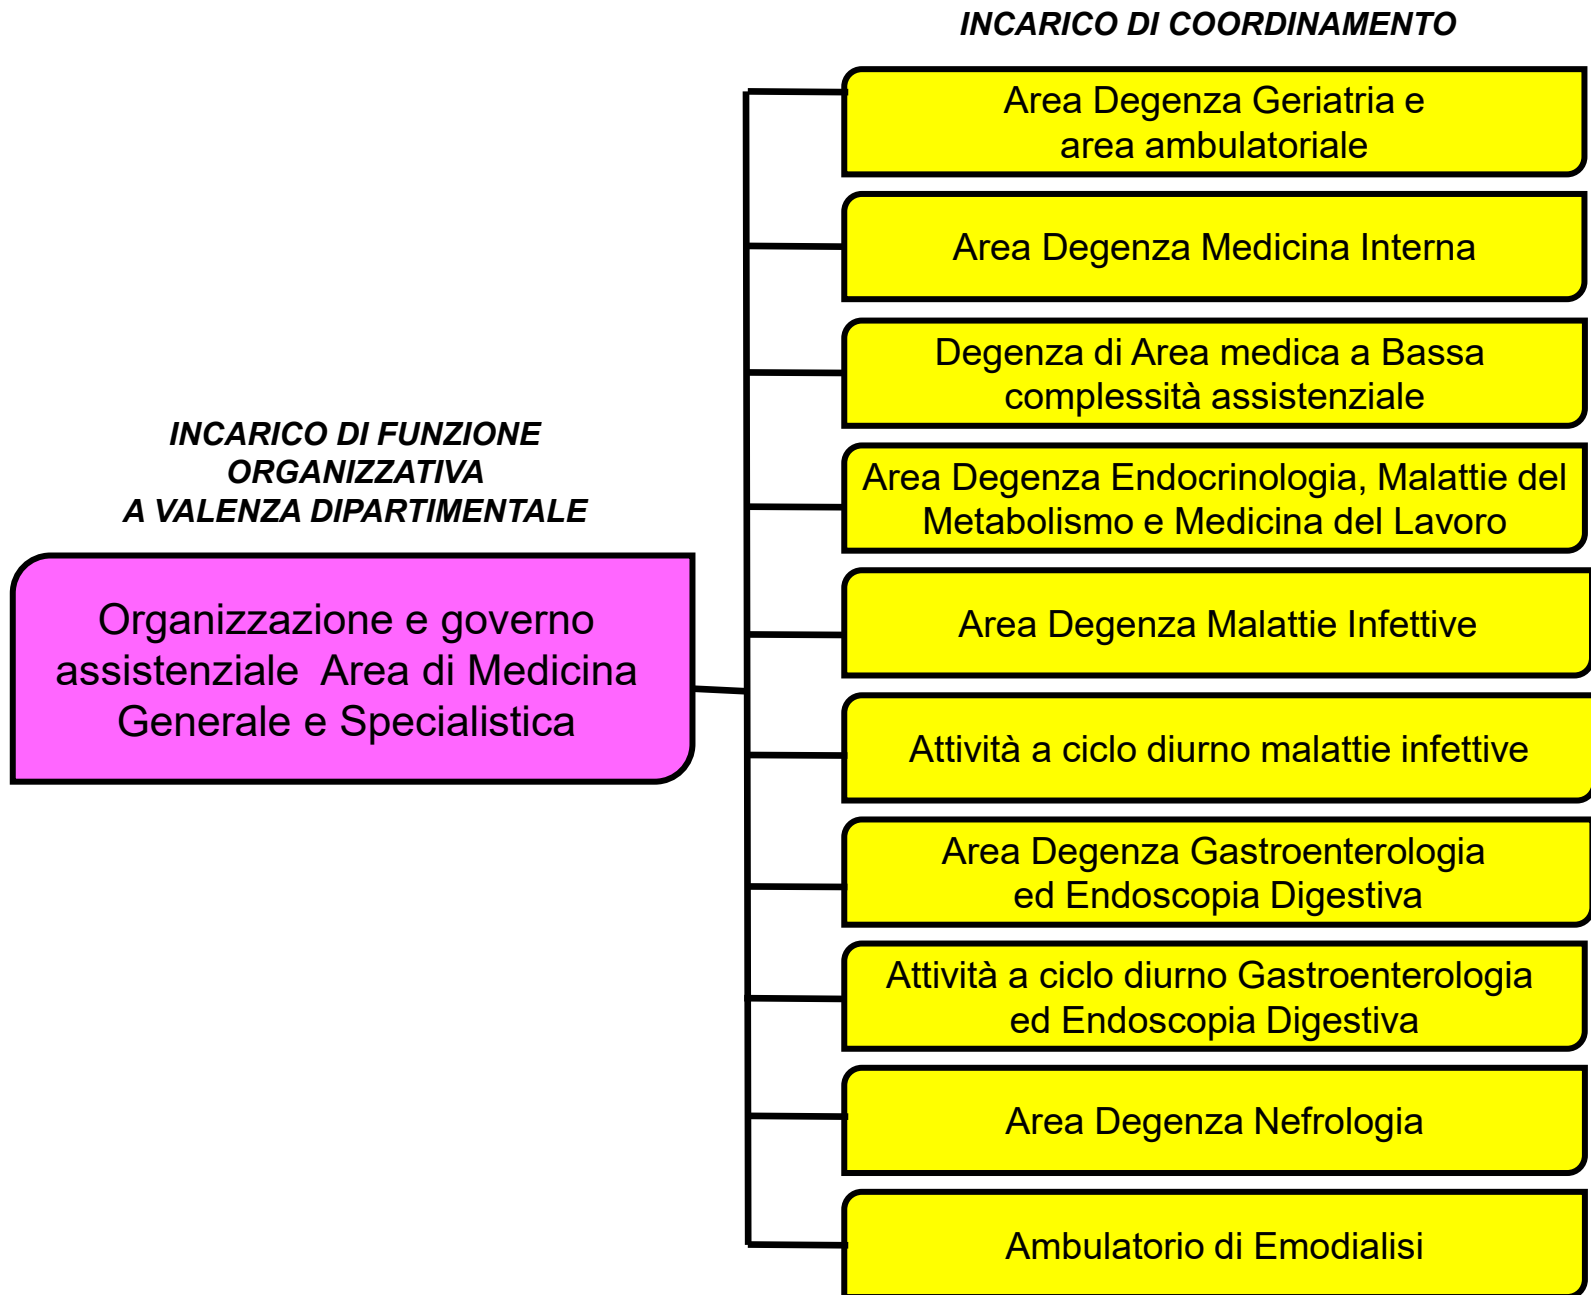 INCARICO DI COORDINAMENTO
Area Degenza Geriatria e
area ambulatoriale
Area Degenza Medicina Interna
Degenza di Area medica a Bassa
complessità assistenziale
Area Degenza Endocrinologia, Malattie del
Metabolismo e Medicina del Lavoro
Area Degenza Malattie Infettive
Attività a ciclo diurno malattie infettive
Area Degenza Gastroenterologia
ed Endoscopia Digestiva
Attività a ciclo diurno Gastroenterologia
ed Endoscopia Digestiva
Area Degenza Nefrologia
Ambulatorio di Emodialisi
INCARICO DI FUNZIONE
ORGANIZZATIVA
A VALENZA DIPARTIMENTALE
Organizzazione e governo
assistenziale Area di Medicina
Generale e Specialistica